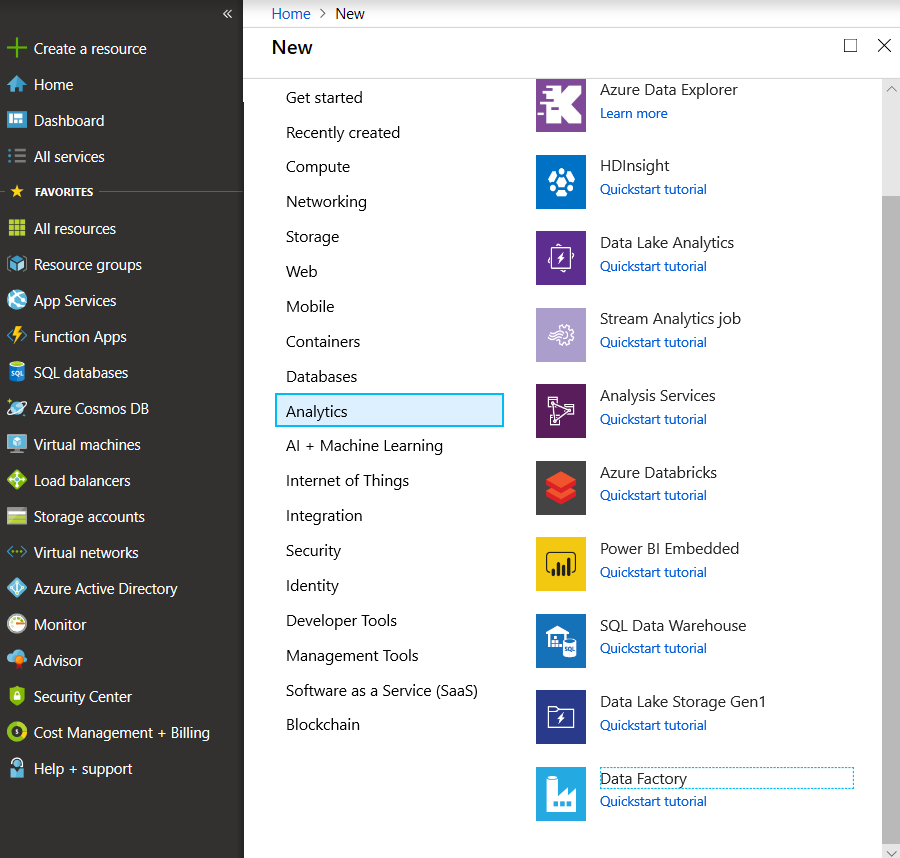 «
Create a resource
Home
Dashboard
All services
FAVORITES
All resources
Resource groups
App Services
Function Apps
SQL databases
Azure Cosmos DB
Virtual machines
Load balancers
Storage accounts
Virtual networks
Azure Active Directory
Monitor
Advisor
Security Center
Cost Management + Billing
Help + support
Home > New
New
Get started
Recently created
Compute
Networking
Storage
Web
Mobile
Containers
Databases
Analytics
AI + Machine Learning
Internet of Things
Integration
Security
Identity
Developer Tools
Management Tools
Software as a Service (SaaS)
Blockchain
Azure Data Explorer
Learn more
HDInsight
Quickstart tutorial
Data Lake Analytics
Quickstart tutorial
Stream Analytics job
Quickstart tutorial
Analysis Services
Quickstart tutorial
Azure Databricks
Quickstart tutorial
Power BI Embedded
Quickstart tutorial
SQL
SQL Data Warehouse
Quickstart tutorial
Data Lake Storage Gen1
Quickstart tutorial
Data Factory
Quickstart tutorial